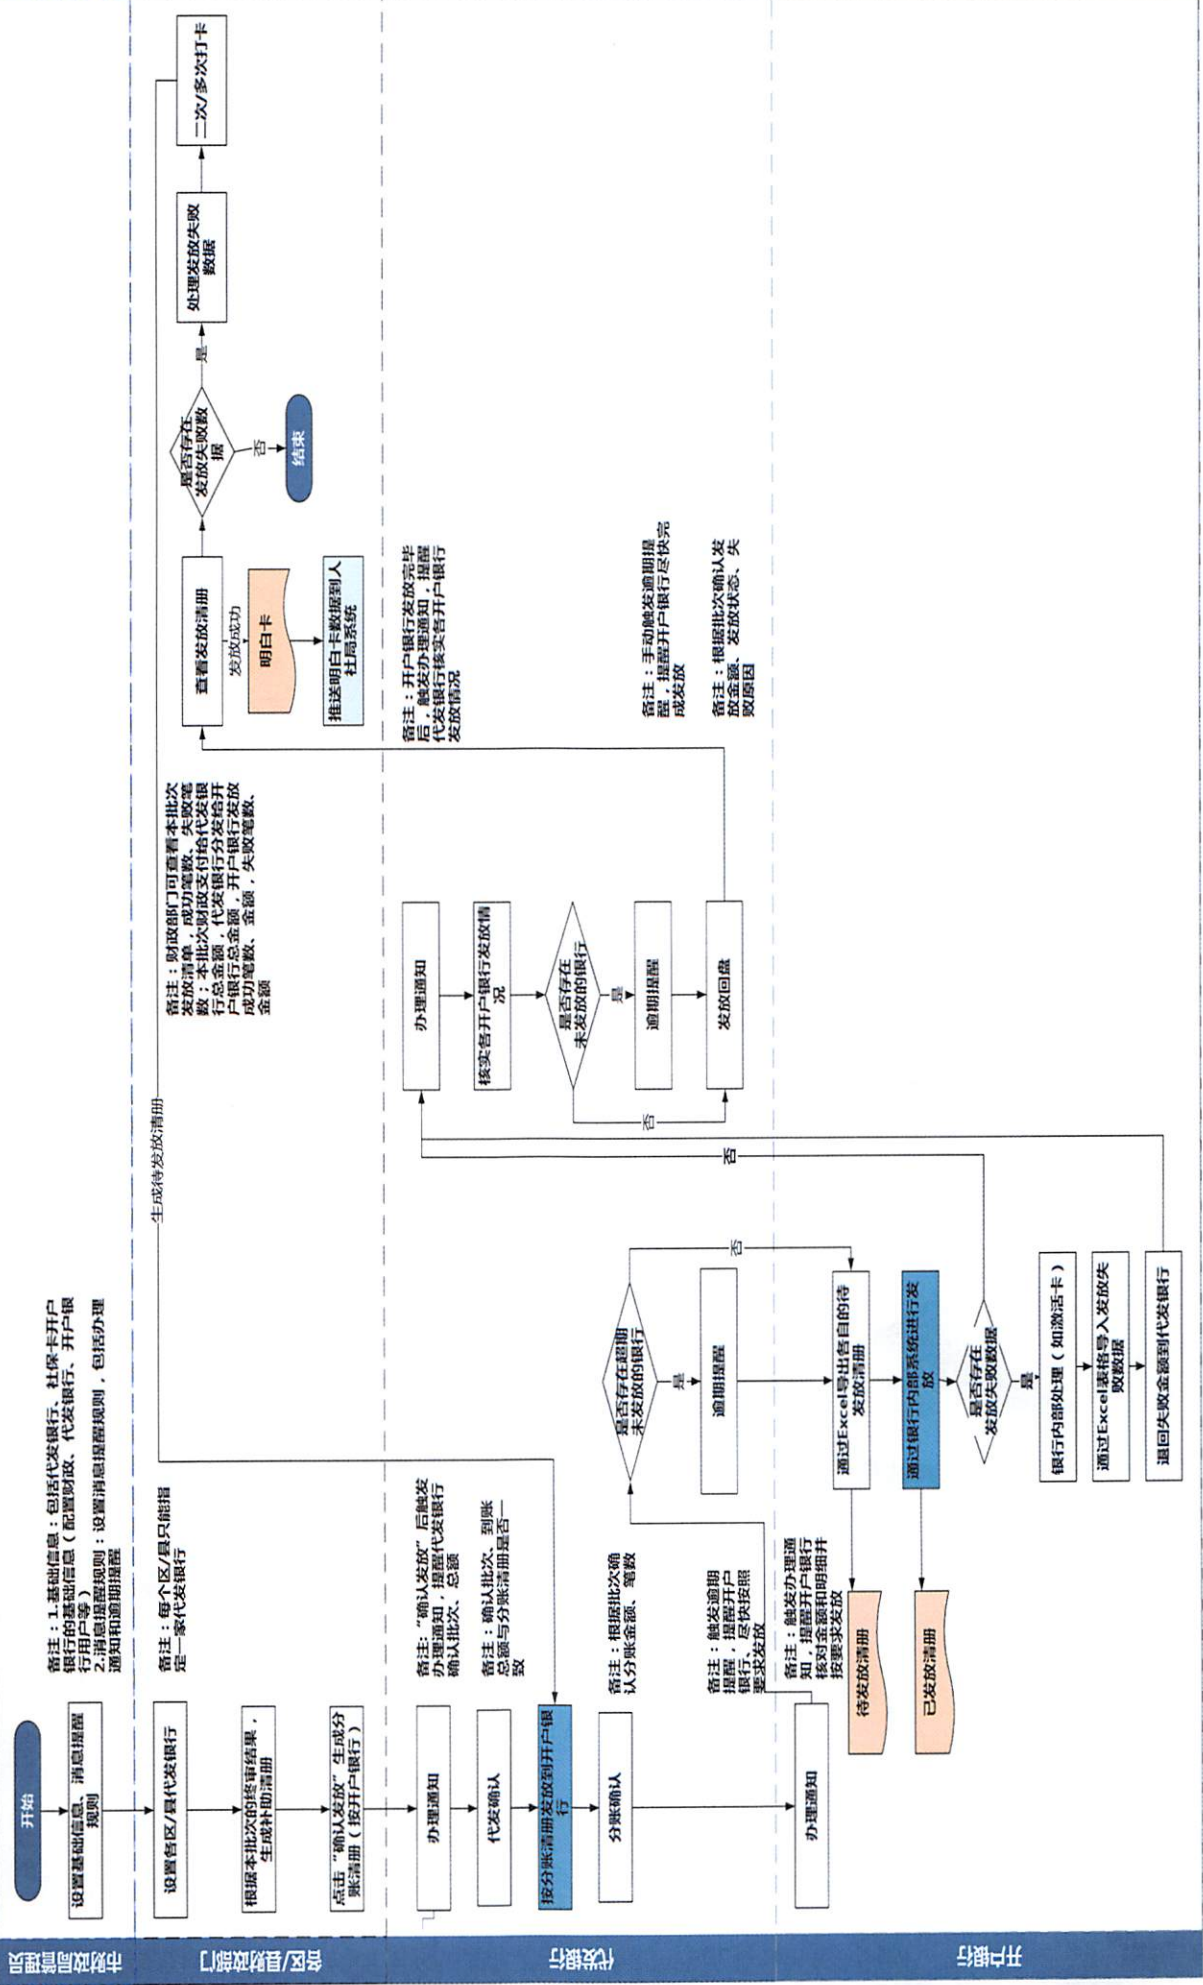 市财政局管理员
开始
设置基础信息、消息提醒
规则
备注：1.基础信息：包括代发银行、社保卡开户
银行的基础信息（配置财政、代发银行、开户银
行用户等）
2.消息提醒规则：设置消息提醒规则，包括办理
通知和逾期提醒
各区/县财政部门
设置各区/县代发银行
备注：每个区/县只能指
定一家代发银行
根据本批次的终审结果，
生成补助清册
点击“确认发放”生成分
账清册（按开户银行）
生成待发放清册
备注：财政部门可查看本批次
发放清单，成功笔数、失败笔
数；本批次财政支付给代发银
行总金额，代发银行分发给开
户银行总金额，开户银行发放
成功笔数、金额，失败笔数、
金额
查看发放清册
发放成功
明白卡
推送明白卡数据到人
社局系统
是否存在
发放失败数
据
否
结束
是
处理发放失败
数据
二次/多次打卡
代发银行
办理通知
备注：“确认发放”后触发
办理通知，提醒代发银行
确认批次、总额
代发确认
备注：确认批次、到账
总额与分账清册是否一
致
按分账清册发放到开户银
行
分账确认
备注：根据批次确
认分账金额、笔数
备注：触发逾期
提醒，提醒开户
银行、尽快按照
要求发放
是否存在超期
未发放的银行
是
逾期提醒
否
办理通知
核实各开户银行发放情
况
是否存在
未发放的银行
是
逾期提醒
否
发放回盘
备注：开户银行发放完毕
后，触发办理通知，提醒
代发银行核实各开户银行
发放情况
备注：手动触发逾期提
醒，提醒开户银行尽快完
成发放
备注：根据批次确认发
放金额、发放状态、失
败原因
开户银行
办理通知
备注：触发办理通
知，提醒开户银行
核对金额和明细并
按要求发放
待发放清册
已发放清册
通过Excel导出各自的待
发放清册
通过银行内部系统进行发
放
是否存在
发放失败数据
否
是
银行内部处理（如激活卡）
通过Excel表格导入发放失
败数据
退回失败金额到代发银行